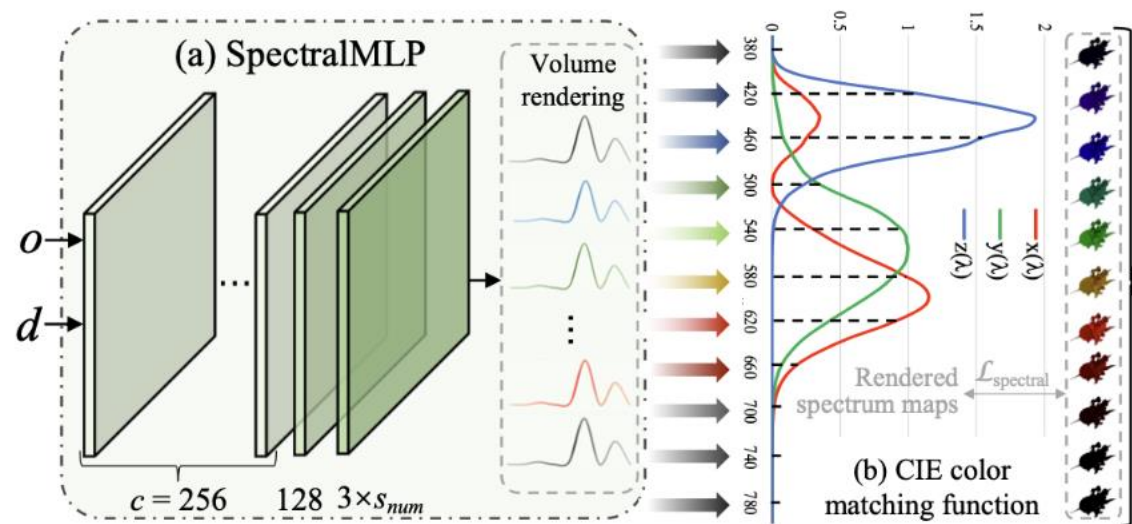 (a) SpectralMLP
Volume
rendering
o
d
...
...
c = 256
128
3×s_num
0
0.5
1
1.5
2
380
420
460
500
540
580
620
660
700
740
780
z(λ)
y(λ)
x(λ)
Rendered
spectrum maps
ℒ_spectral
(b) CIE color
matching function